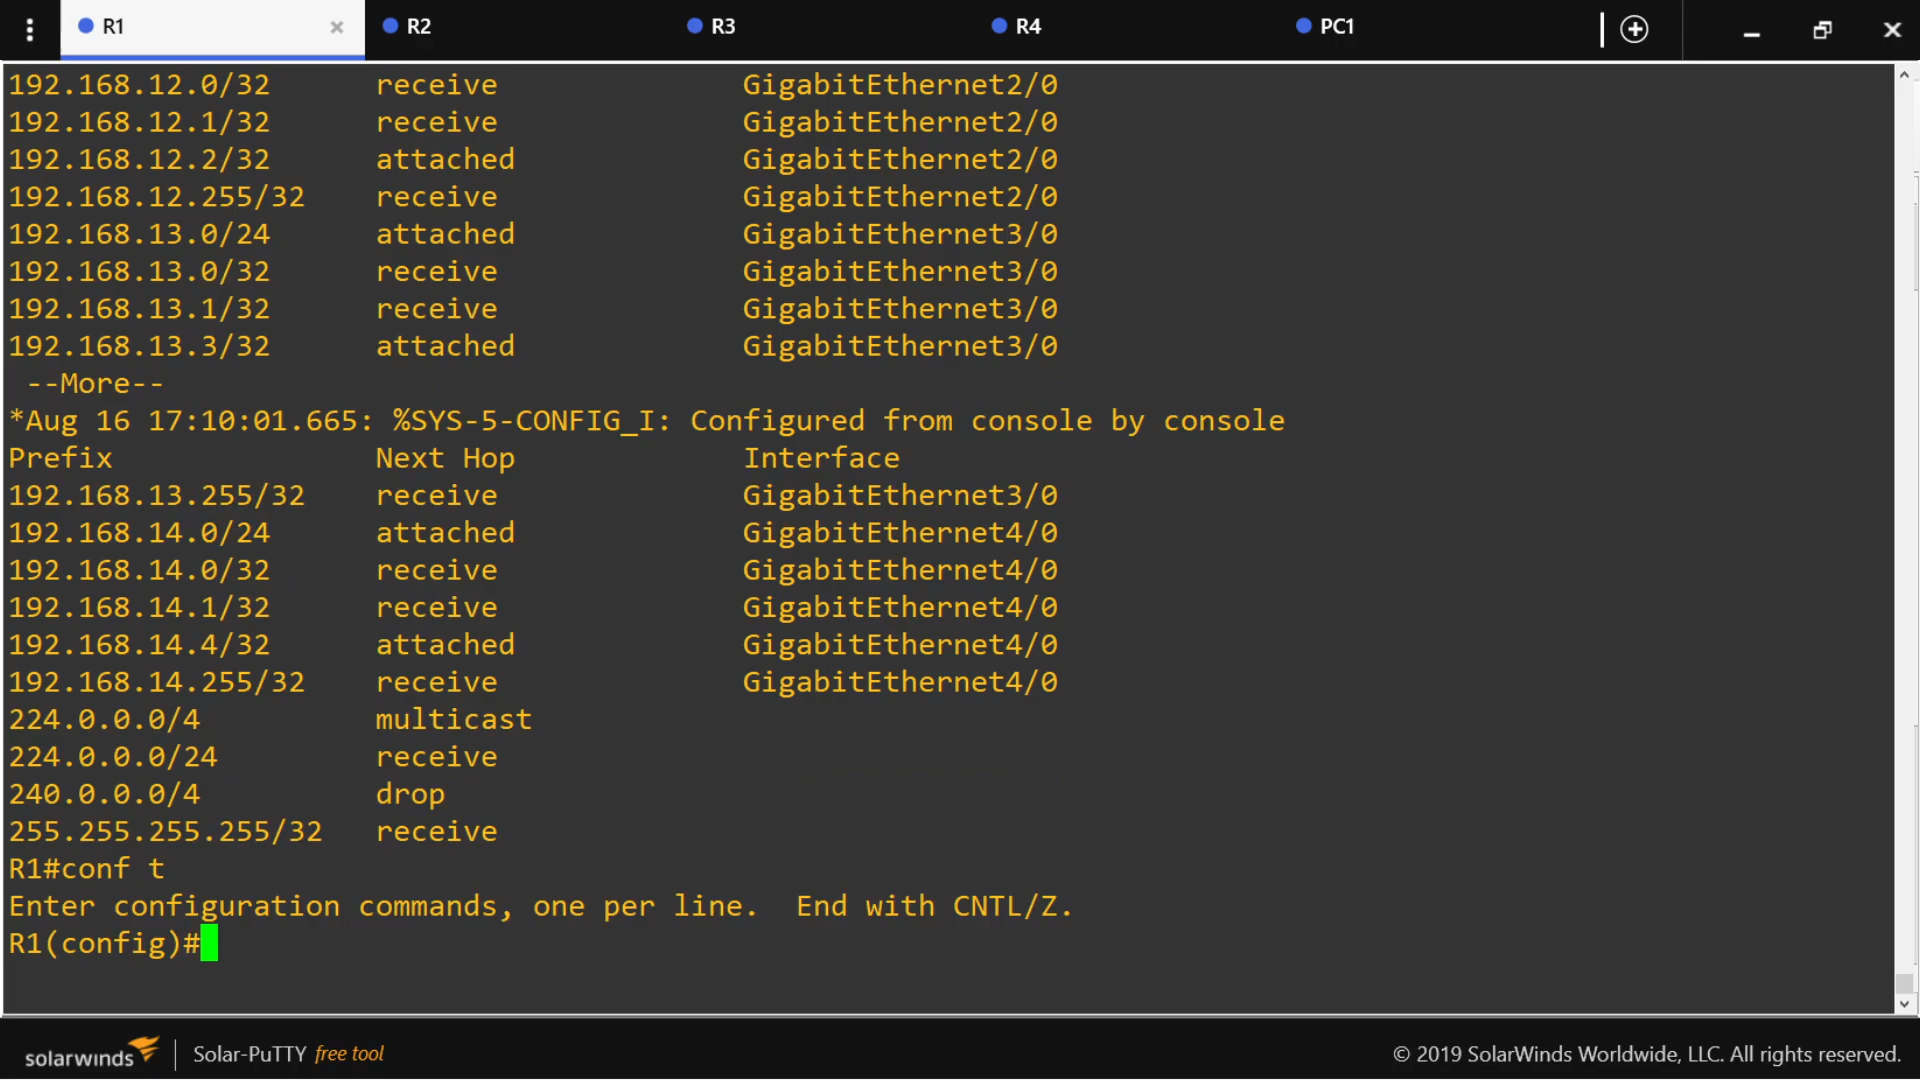 R1 × R2 R3 R4 PC1
192.168.12.0/32 receive GigabitEthernet2/0
192.168.12.1/32 receive GigabitEthernet2/0
192.168.12.2/32 attached GigabitEthernet2/0
192.168.12.255/32 receive GigabitEthernet2/0
192.168.13.0/24 attached GigabitEthernet3/0
192.168.13.0/32 receive GigabitEthernet3/0
192.168.13.1/32 receive GigabitEthernet3/0
192.168.13.3/32 attached GigabitEthernet3/0
--More--
*Aug 16 17:10:01.665: %SYS-5-CONFIG_I: Configured from console by console
Prefix Next Hop Interface
192.168.13.255/32 receive GigabitEthernet3/0
192.168.14.0/24 attached GigabitEthernet4/0
192.168.14.0/32 receive GigabitEthernet4/0
192.168.14.1/32 receive GigabitEthernet4/0
192.168.14.4/32 attached GigabitEthernet4/0
192.168.14.255/32 receive GigabitEthernet4/0
224.0.0.0/4 multicast
224.0.0.0/24 receive
240.0.0.0/4 drop
255.255.255.255/32 receive
R1#conf t
Enter configuration commands, one per line.  End with CNTL/Z.
R1(config)#
solarwinds Solar-PuTTY free tool © 2019 SolarWinds Worldwide, LLC. All rights reserved.